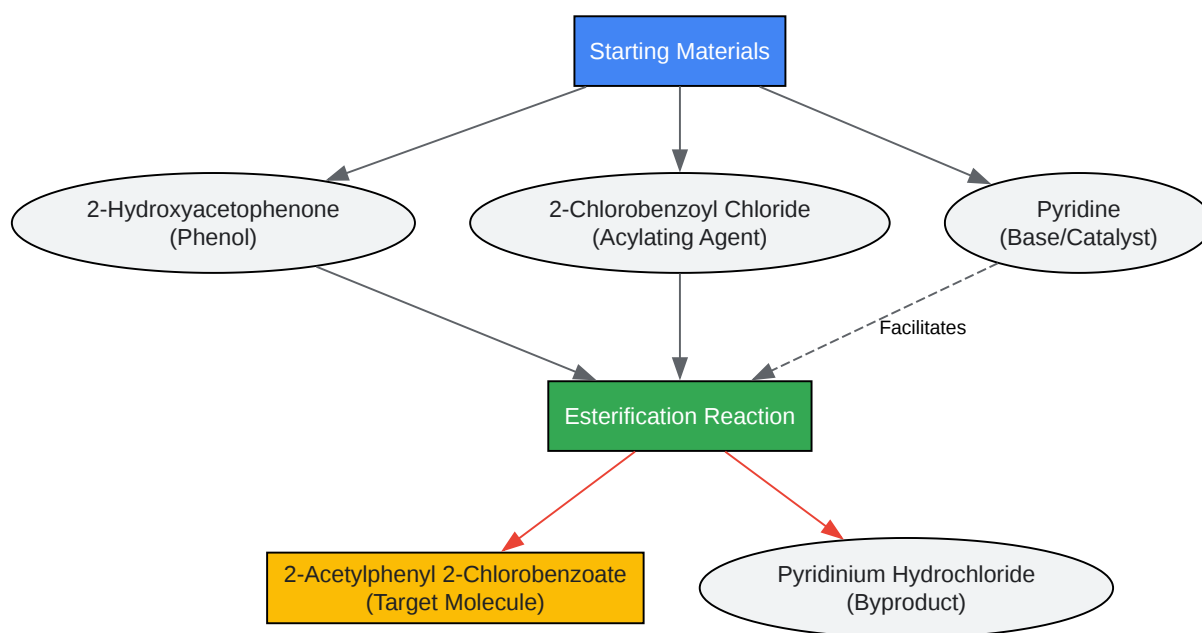 Starting Materials
2-Hydroxyacetophenone
(Phenol)
2-Chlorobenzoyl Chloride
(Acylating Agent)
Pyridine
(Base/Catalyst)
Facilitates
Esterification Reaction
2-Acetylphenyl 2-Chlorobenzoate
(Target Molecule)
Pyridinium Hydrochloride
(Byproduct)